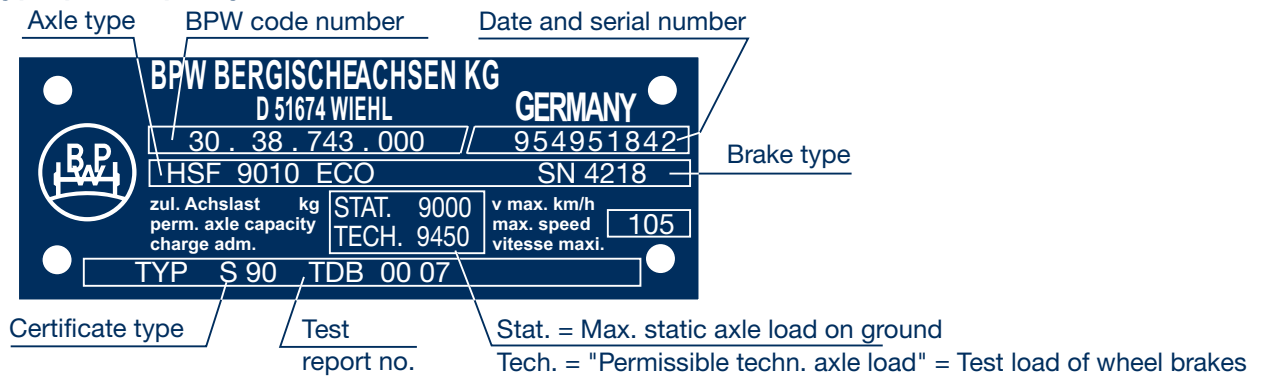 Axle type
BPW code number
Date and serial number
BPW BERGISCHEACHSEN KG
D 51674 WIEHL
GERMANY
30 . 38 . 743 . 000
954951842
Brake type
BPW
HSF 9010 ECO
SN 4218
zul. Achslast kg
perm. axle capacity
charge adm.
STAT. 9000
TECH. 9450
v max. km/h
max. speed
vitesse maxi.
105
TYP S 90 TDB 00 07
Certificate type
Test
report no.
Stat. = Max. static axle load on ground
Tech. = "Permissible techn. axle load" = Test load of wheel brakes